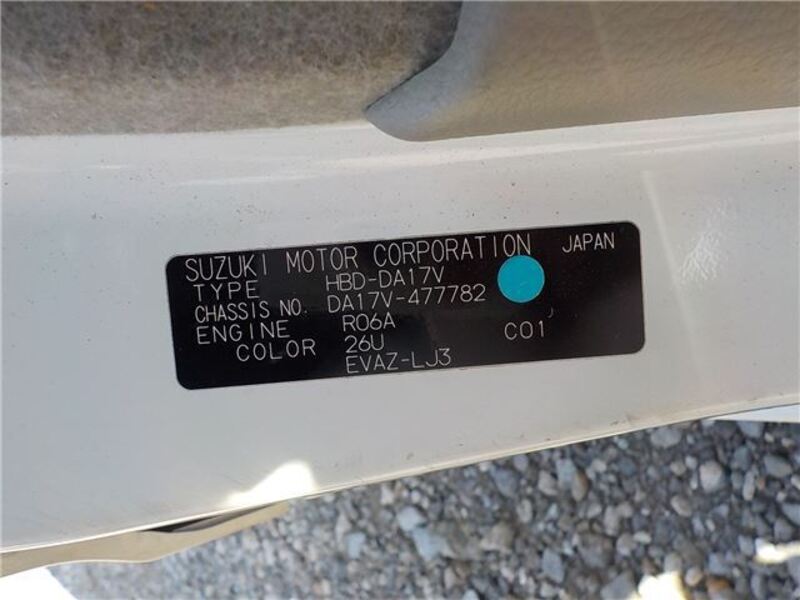 SUZUKI MOTOR CORPORATION JAPAN
TYPE HBD-DA17V
CHASSIS NO. DA17V-477782
ENGINE R06A
COLOR 26U C01
EVAZ-LJ3